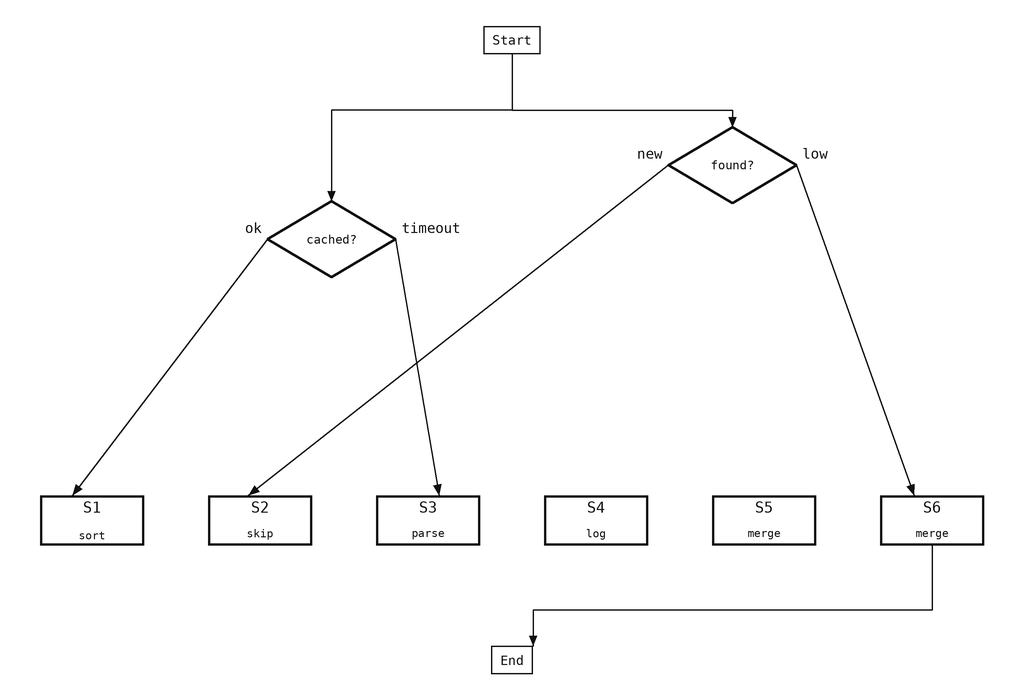 Start
new
found?
low
ok
cached?
timeout
S1
sort
S2
skip
S3
parse
S4
log
S5
merge
S6
merge
End